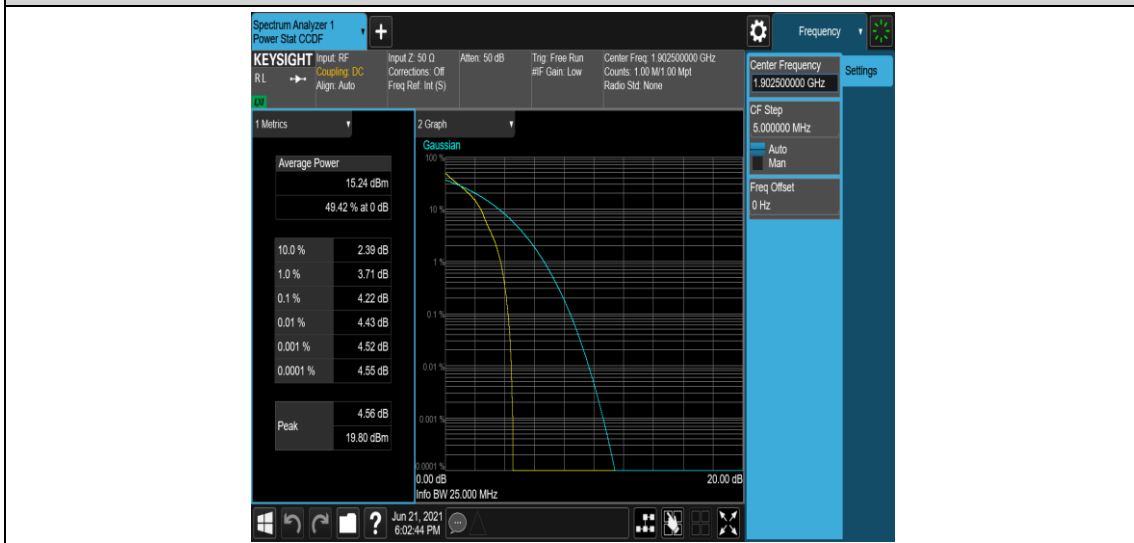 Spectrum Analyzer 1
Power Stat CCDF
+
Frequency
KEYSIGHT
RL
LXI
Input: RF
Coupling: DC
Align: Auto
Input Z: 50 Ω
Corrections: Off
Freq Ref: Int (S)
Atten: 50 dB
Trig: Free Run
#IF Gain: Low
Center Freq: 1.902500000 GHz
Counts: 1.00 M/1.00 Mpt
Radio Std: None
Center Frequency
1.902500000 GHz
Settings
CF Step
5.000000 MHz
Auto
Man
Freq Offset
0 Hz
1 Metrics
Average Power
15.24 dBm
49.42 % at 0 dB
10.0 % 2.39 dB
1.0 % 3.71 dB
0.1 % 4.22 dB
0.01 % 4.43 dB
0.001 % 4.52 dB
0.0001 % 4.55 dB
Peak 4.56 dB
19.80 dBm
2 Graph
Gaussian
100 %
10 %
1 %
0.1 %
0.01 %
0.001 %
0.0001 %
0.00 dB 20.00 dB
Info BW 25.000 MHz
?
Jun 21, 2021
6:02:44 PM